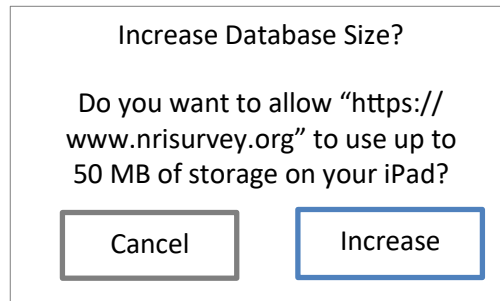 Increase Database Size?
Do you want to allow “https://
www.nrisurvey.org” to use up to
50 MB of storage on your iPad?
Cancel
Increase